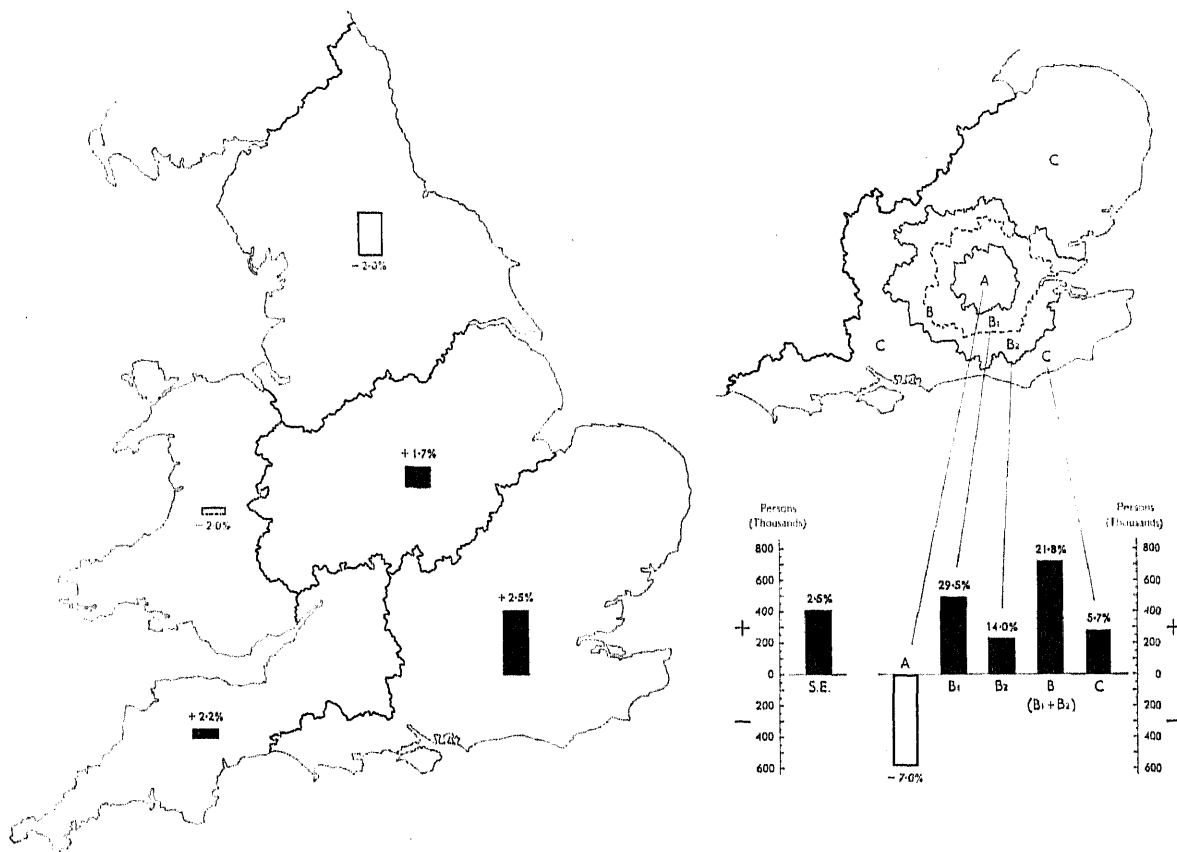 - 2·0%
- 2·0%
+ 1·7%
+ 2·5%
+ 2·2%
C
A
B
B₁
B₂
C
C
Persons
(Thousands)
800
600
400
200
0
200
400
600
+
−
2·5%
S.E.
A
- 7·0%
29·5%
B₁
14·0%
B₂
21·8%
B
(B₁ + B₂)
5·7%
C
Persons
(Thousands)
800
600
400
200
0
200
400
600
+
−